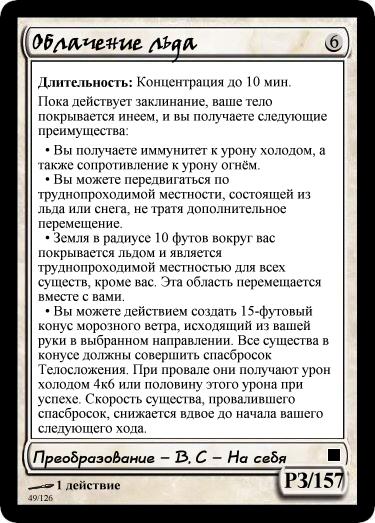 Облачение льда 6
Длительность: Концентрация до 10 мин.
Пока действует заклинание, ваше тело
покрывается инеем, и вы получаете следующие
преимущества:
• Вы получаете иммунитет к урону холодом, а
также сопротивление к урону огнём.
• Вы можете передвигаться по
труднопроходимой местности, состоящей из
льда или снега, не тратя дополнительное
перемещение.
• Земля в радиусе 10 футов вокруг вас
покрывается льдом и является
труднопроходимой местностью для всех
существ, кроме вас. Эта область перемещается
вместе с вами.
• Вы можете действием создать 15-футовый
конус морозного ветра, исходящий из вашей
руки в выбранном направлении. Все существа в
конусе должны совершить спасбросок
Телосложения. При провале они получают урон
холодом 4к6 или половину этого урона при
успехе. Скорость существа, провалившего
спасбросок, снижается вдвое до начала вашего
следующего хода.
Преобразование – В, С – На себя
1 действие
РЗ/157
49/126